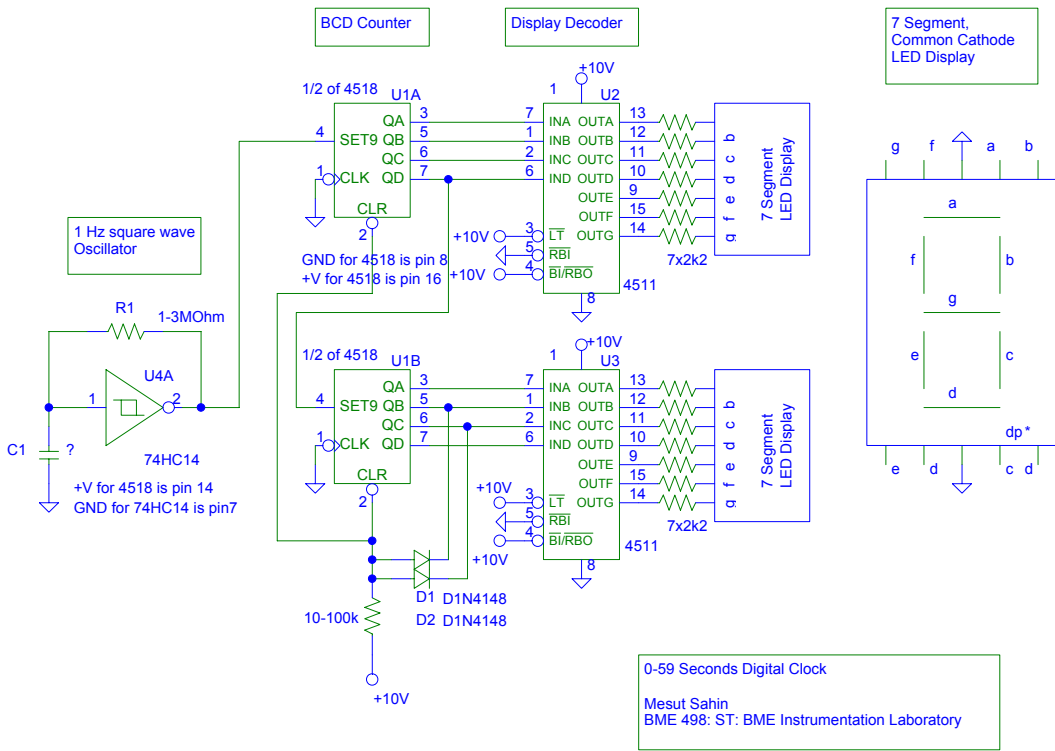 BCD Counter
Display Decoder
7 Segment,
Common Cathode
LED Display
1/2 of 4518
U1A
4
SET9
1
CLK
QA
QB
QC
QD
3
5
6
7
CLR
2
GND for 4518 is pin 8
+V for 4518 is pin 16
+10V
1
U2
7
1
2
6
INA
INB
INC
IND
OUTA
OUTB
OUTC
OUTD
OUTE
OUTF
OUTG
13
12
11
10
9
15
14
+10V
3
LT
5
RBI
+10V
4
BI/RBO
8
4511
7x2k2
b
c
d
e
f
g
7 Segment
LED Display
g
f
a
b
a
f
b
g
e
c
d
dp*
e
d
c
d
1 Hz square wave
Oscillator
R1
1-3MOhm
U4A
1
2
C1
?
74HC14
+V for 4518 is pin 14
GND for 74HC14 is pin7
1/2 of 4518
U1B
4
SET9
1
CLK
QA
QB
QC
QD
3
5
6
7
CLR
2
+10V
1
U3
7
1
2
6
INA
INB
INC
IND
OUTA
OUTB
OUTC
OUTD
OUTE
OUTF
OUTG
13
12
11
10
9
15
14
+10V
3
LT
5
RBI
4
BI/RBO
+10V
8
4511
7x2k2
b
c
d
e
f
g
7 Segment
LED Display
D1
D1N4148
D2
D1N4148
10-100k
+10V
0-59 Seconds Digital Clock
Mesut Sahin
BME 498: ST: BME Instrumentation Laboratory